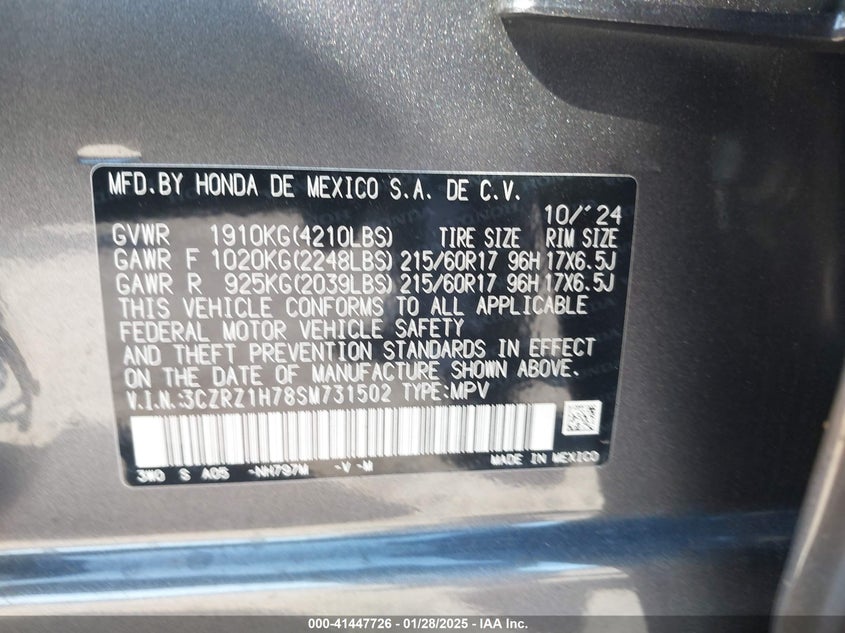 MFD.BY HONDA DE MEXICO S.A. DE C.V.
10/'24
GVWR 1910KG(4210LBS) TIRE SIZE RIM SIZE
GAWR F 1020KG(2248LBS) 215/60R17 96H 17X6.5J
GAWR R 925KG(2039LBS) 215/60R17 96H 17X6.5J
THIS VEHICLE CONFORMS TO ALL APPLICABLE
FEDERAL MOTOR VEHICLE SAFETY
AND THEFT PREVENTION STANDARDS IN EFFECT
ON THE DATE OF MANUFACTURE SHOWN ABOVE.
V.I.N.:3CZRZ1H78SM731502 TYPE:MPV
3W0 S A05 -NH797M -V -M MADE IN MEXICO
000-41447726 - 01/28/2025 - IAA Inc.